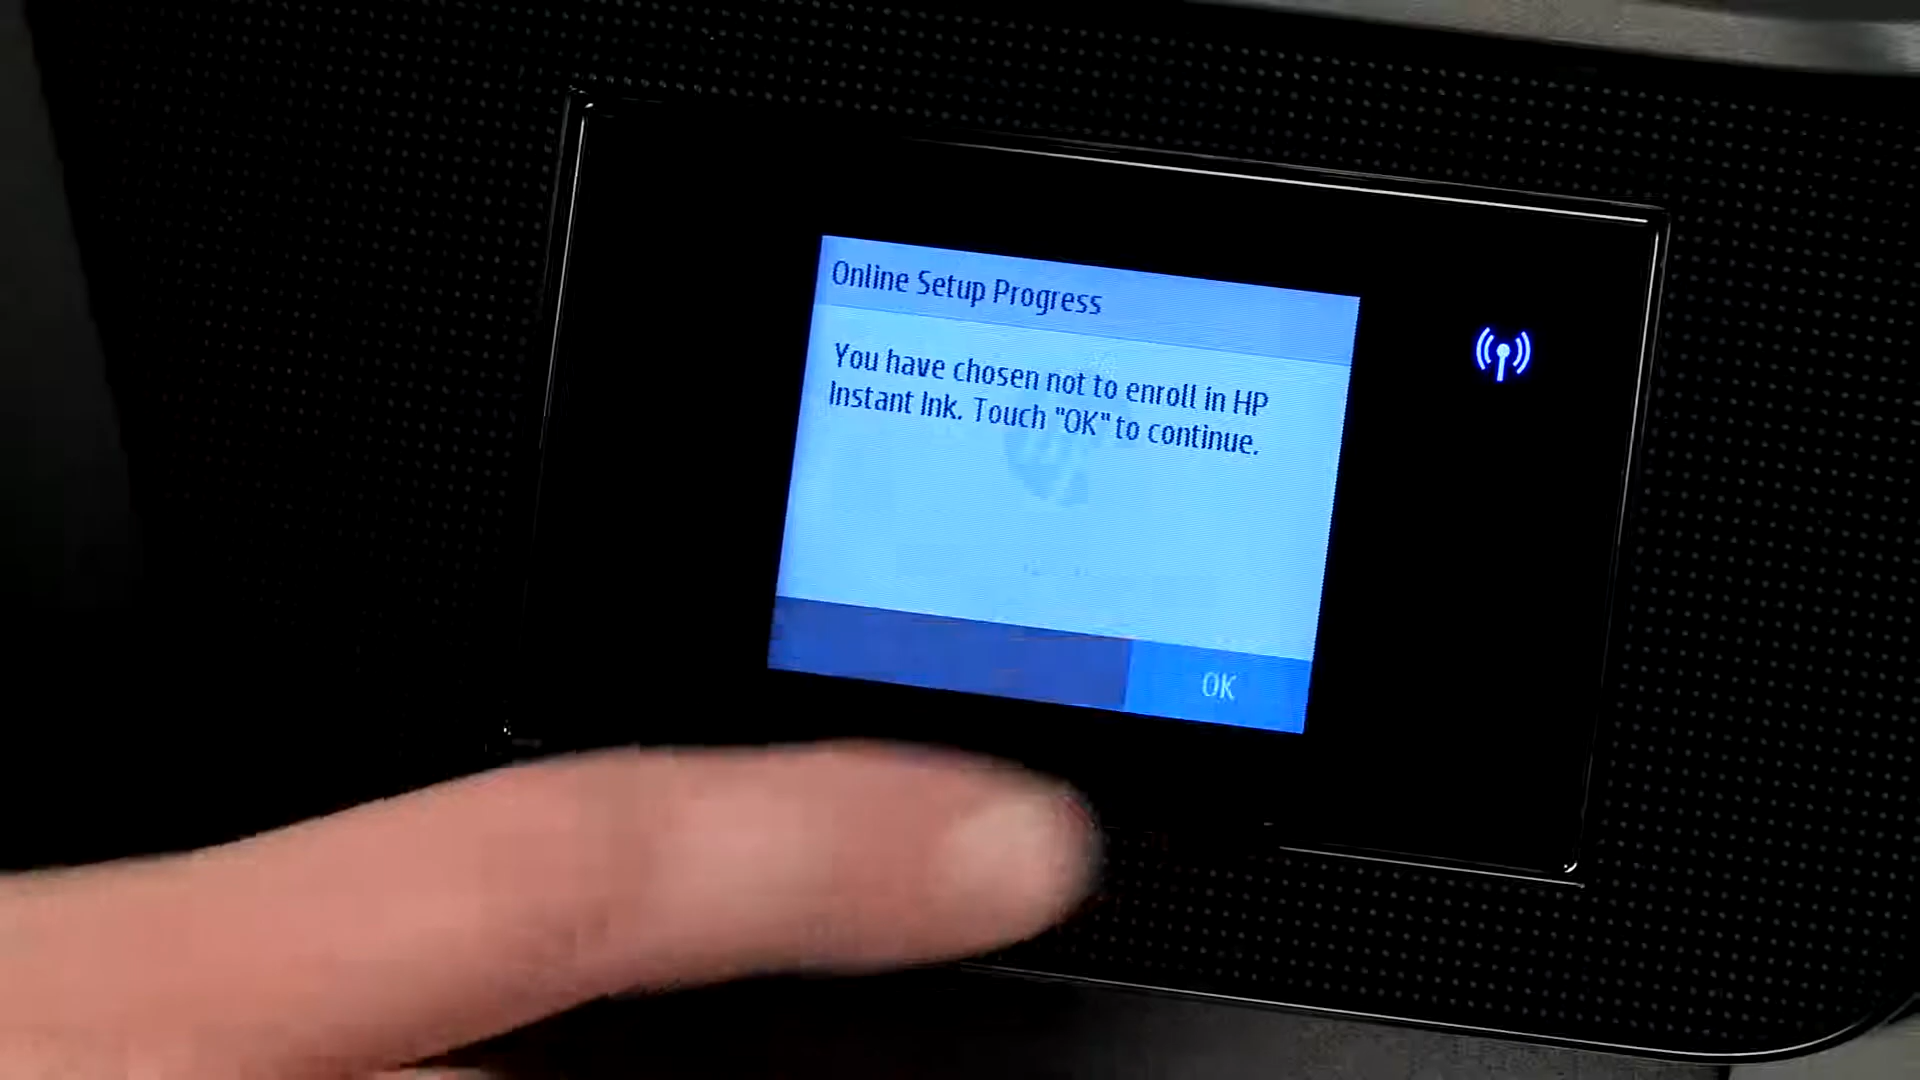 Online Setup Progress
You have chosen not to enroll in HP
Instant Ink. Touch "OK" to continue.
OK